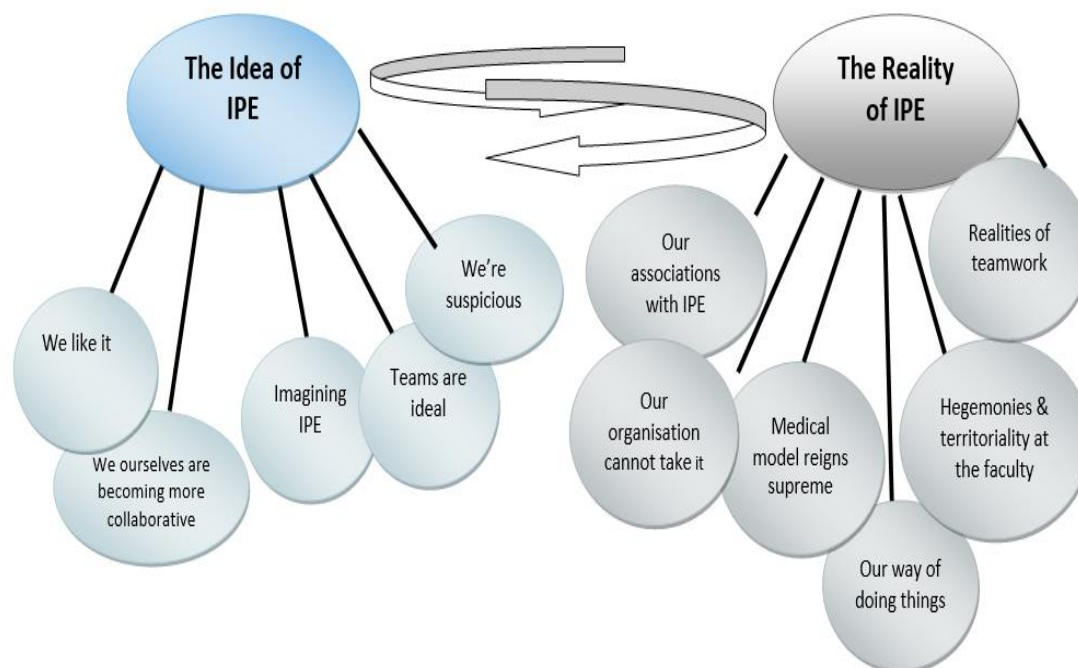 The Idea of
IPE
The Reality
of IPE
We like it
We ourselves are
becoming more
collaborative
Imagining
IPE
Teams are
ideal
We’re
suspicious
Our
associations
with IPE
Our
organisation
cannot take it
Medical
model reigns
supreme
Our way of
doing things
Hegemonies &
territoriality at
the faculty
Realities of
teamwork